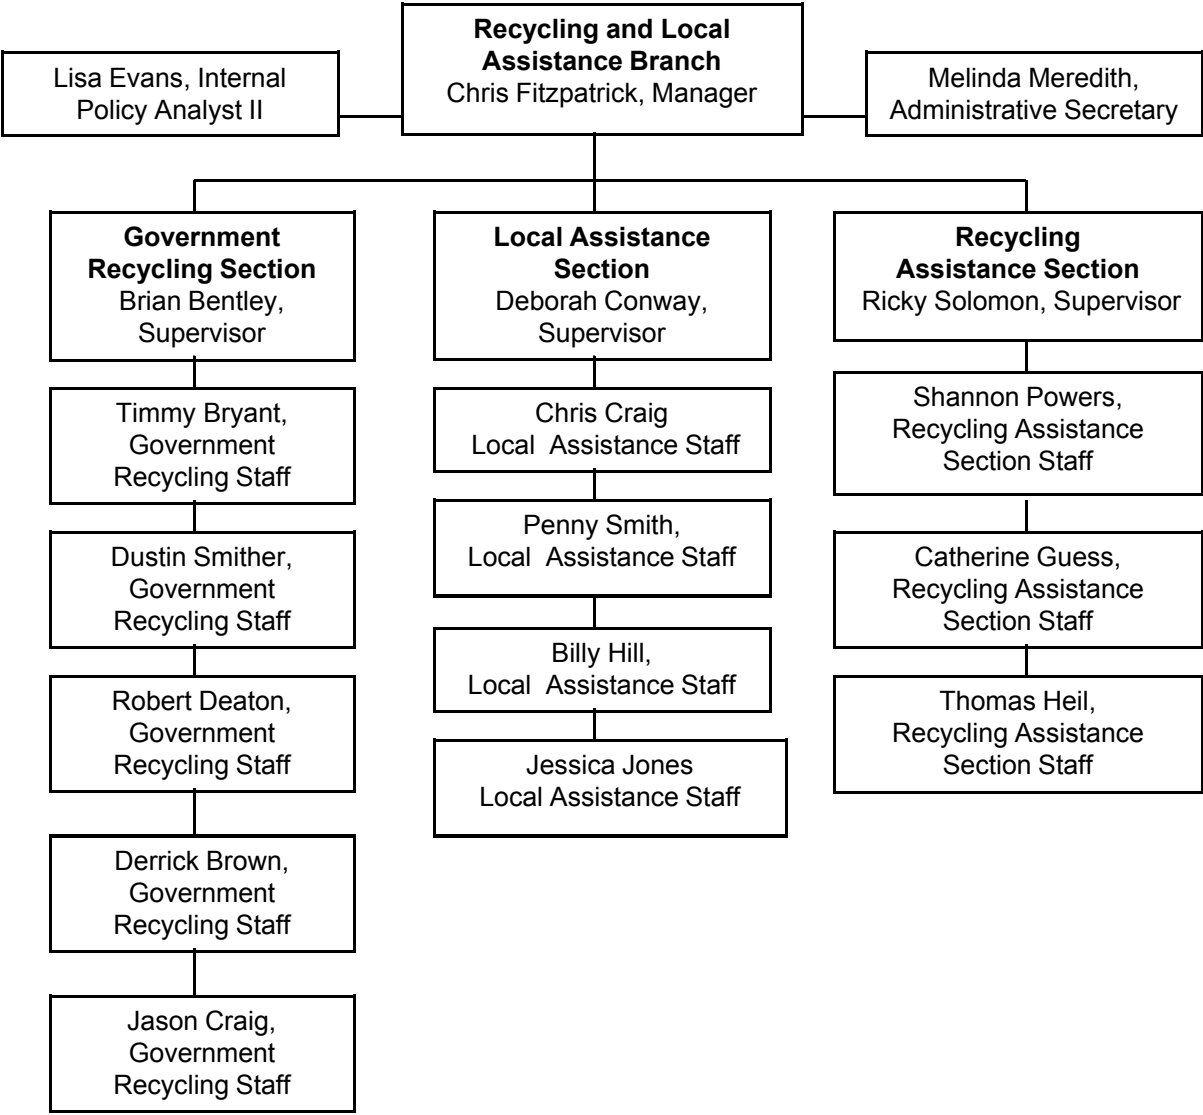 Recycling and Local
Assistance Branch
Chris Fitzpatrick, Manager
Lisa Evans, Internal
Policy Analyst II
Melinda Meredith,
Administrative Secretary
Government
Recycling Section
Brian Bentley,
Supervisor
Timmy Bryant,
Government
Recycling Staff
Dustin Smither,
Government
Recycling Staff
Robert Deaton,
Government
Recycling Staff
Derrick Brown,
Government
Recycling Staff
Jason Craig,
Government
Recycling Staff
Local Assistance
Section
Deborah Conway,
Supervisor
Chris Craig
Local  Assistance Staff
Penny Smith,
Local  Assistance Staff
Billy Hill,
Local  Assistance Staff
Jessica Jones
Local Assistance Staff
Recycling
Assistance Section
Ricky Solomon, Supervisor
Shannon Powers,
Recycling Assistance
Section Staff
Catherine Guess,
Recycling Assistance
Section Staff
Thomas Heil,
Recycling Assistance
Section Staff